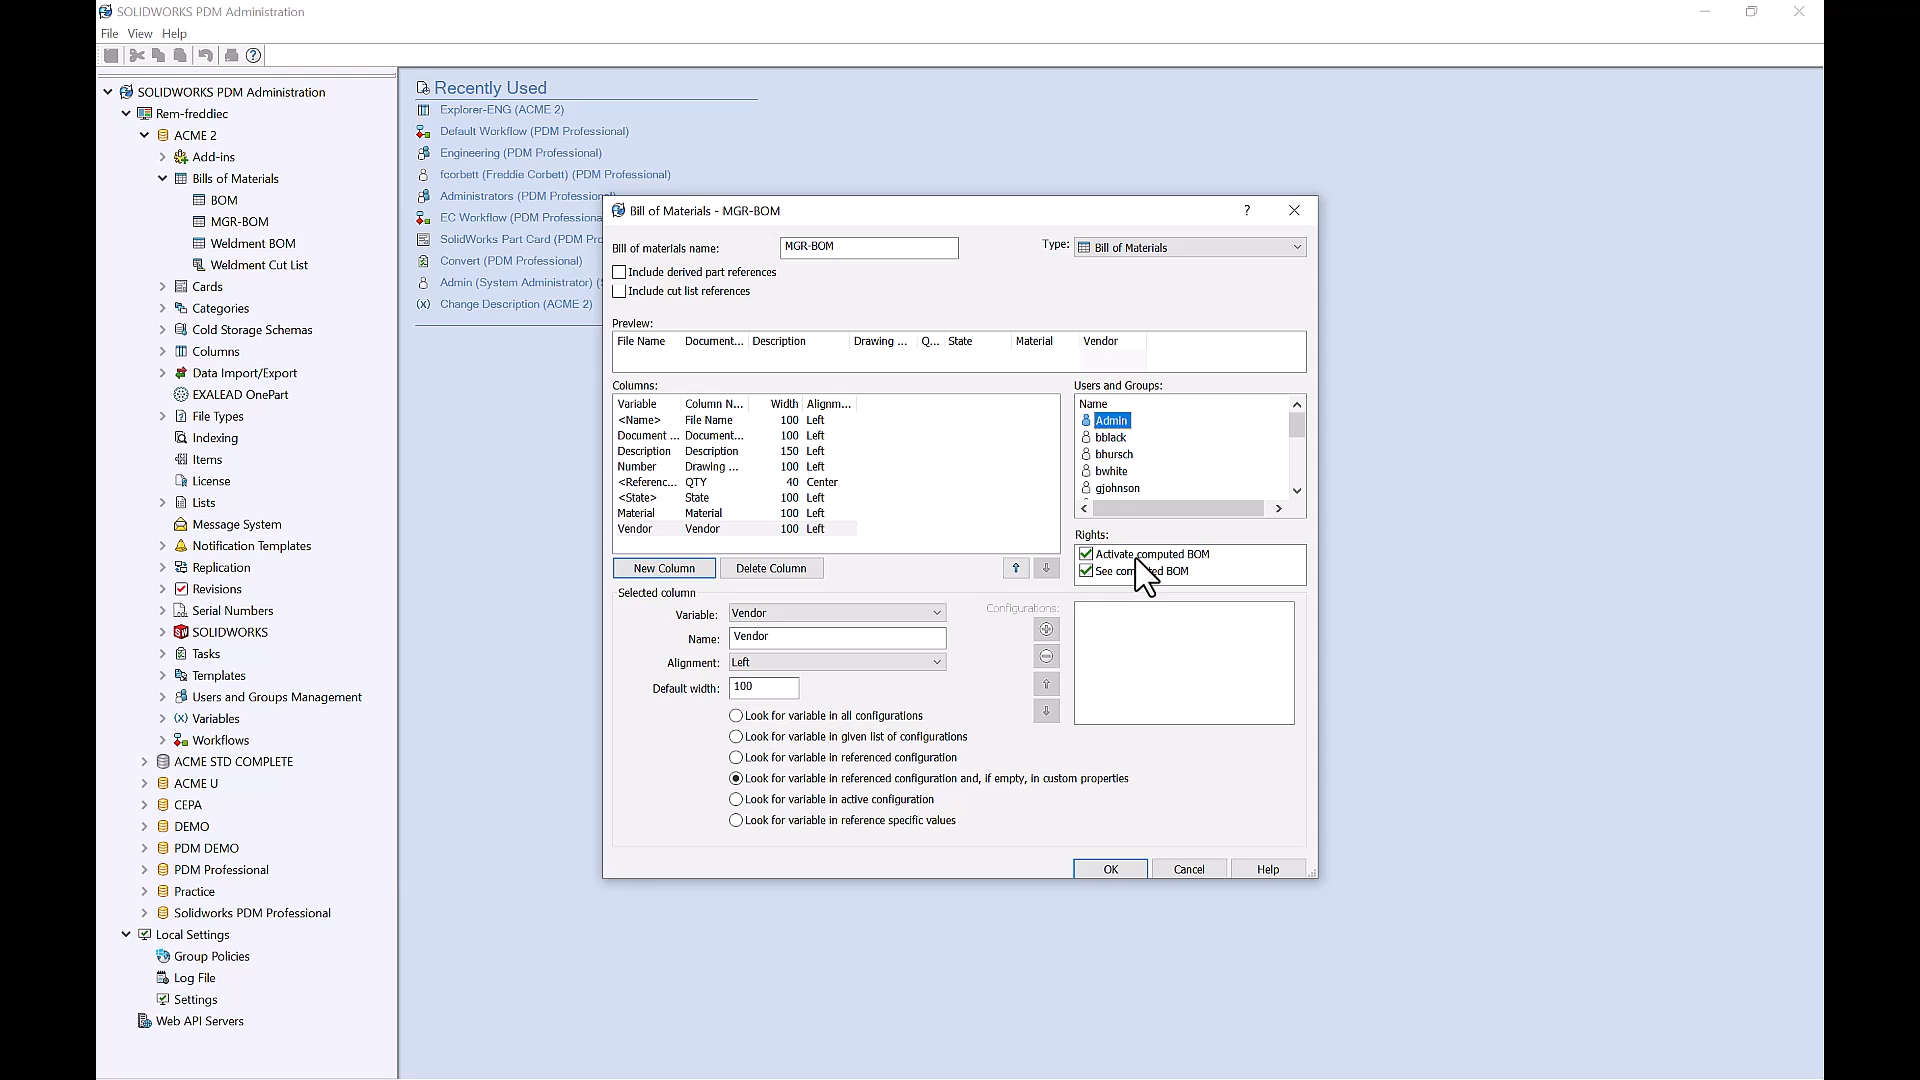 SOLIDWORKS PDM Administration
File View Help
SOLIDWORKS PDM Administration
Rem-freddiec
ACME 2
Add-ins
Bills of Materials
BOM
MGR-BOM
Weldment BOM
Weldment Cut List
Cards
Categories
Cold Storage Schemas
Columns
Data Import/Export
EXALEAD OnePart
File Types
Indexing
Items
License
Lists
Message System
Notification Templates
Replication
Revisions
Serial Numbers
SOLIDWORKS
Tasks
Templates
Users and Groups Management
(x) Variables
Workflows
ACME STD COMPLETE
ACME U
CEPA
DEMO
PDM DEMO
PDM Professional
Practice
Solidworks PDM Professional
Local Settings
Group Policies
Log File
Settings
Web API Servers
Recently Used
Explorer-ENG (ACME 2)
Default Workflow (PDM Professional)
Engineering (PDM Professional)
fcorbett (Freddie Corbett) (PDM Professional)
Administrators (PDM Professional)
EC Workflow (PDM Professiona
SolidWorks Part Card (PDM Pro
Convert (PDM Professional)
Admin (System Administrator) (
(x) Change Description (ACME 2)
Bill of Materials - MGR-BOM ?
Bill of materials name: MGR-BOM Type: Bill of Materials
Include derived part references
Include cut list references
Preview:
File Name Document... Description Drawing ... Q... State Material Vendor
Columns:
Variable Column N... Width Alignm...
<Name> File Name 100 Left
Document ... Document... 100 Left
Description Description 150 Left
Number Drawing ... 100 Left
<Referenc... QTY 40 Center
<State> State 100 Left
Material Material 100 Left
Vendor Vendor 100 Left
New Column Delete Column
Users and Groups:
Name
Admin
bblack
bhursch
bwhite
gjohnson
Rights:
Activate computed BOM
See computed BOM
Selected column
Variable: Vendor
Name: Vendor
Alignment: Left
Default width: 100
Configurations:
Look for variable in all configurations
Look for variable in given list of configurations
Look for variable in referenced configuration
Look for variable in referenced configuration and, if empty, in custom properties
Look for variable in active configuration
Look for variable in reference specific values
OK Cancel Help